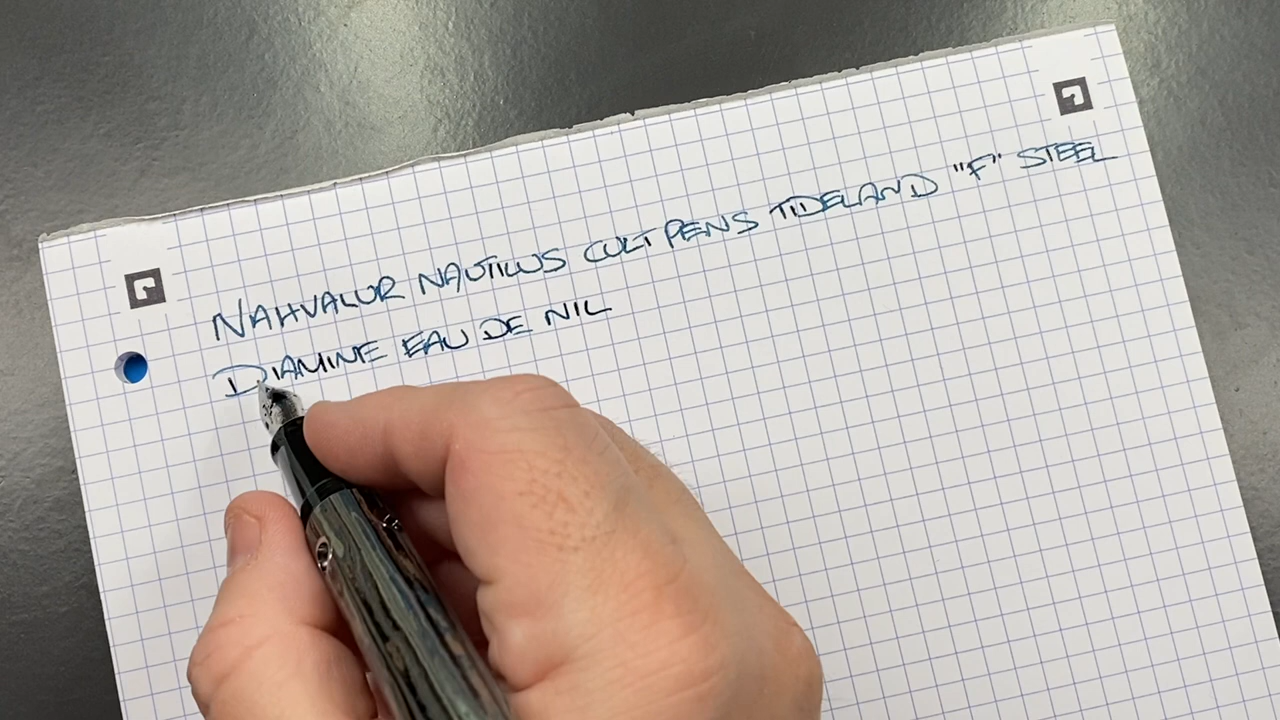 NAHVALUR NAUTILUS CULT PENS TIDELAND "F" STEEL
DIAMINE EAU DE NIL